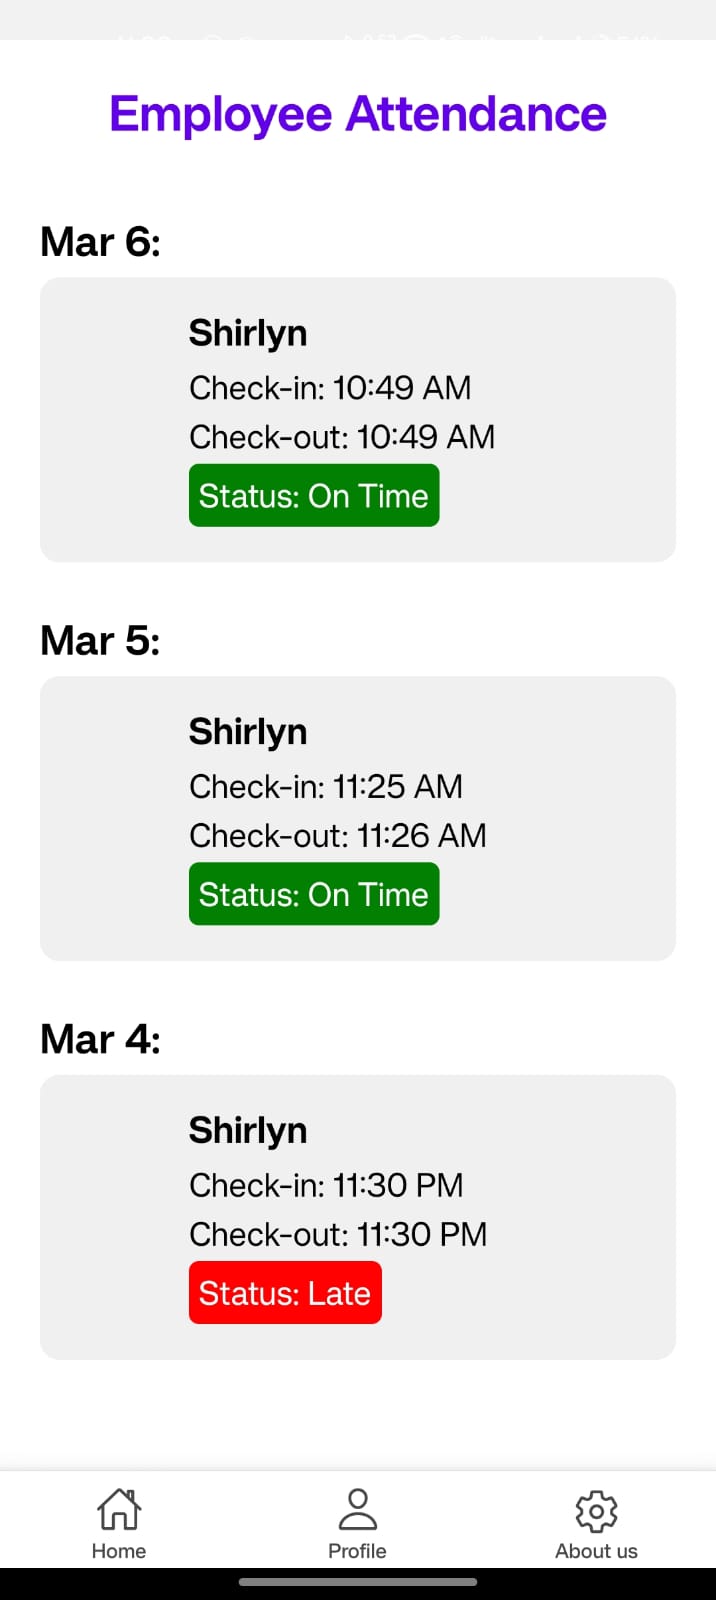 Employee Attendance
Mar 6:
Shirlyn
Check-in: 10:49 AM
Check-out: 10:49 AM
Status: On Time
Mar 5:
Shirlyn
Check-in: 11:25 AM
Check-out: 11:26 AM
Status: On Time
Mar 4:
Shirlyn
Check-in: 11:30 PM
Check-out: 11:30 PM
Status: Late
Home Profile About us